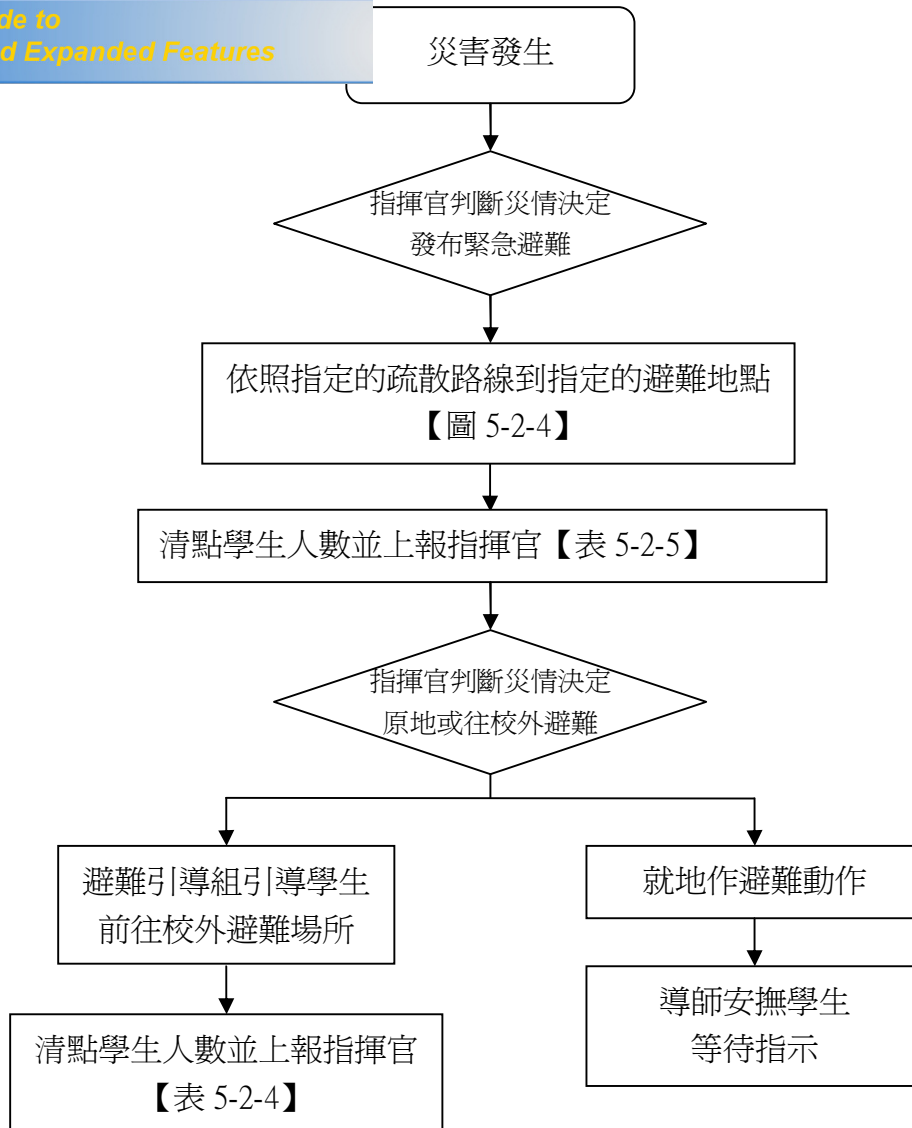 de to
d Expanded Features
災害發生
指揮官判斷災情決定
發布緊急避難
依照指定的疏散路線到指定的避難地點
【圖 5-2-4】
清點學生人數並上報指揮官【表 5-2-5】
指揮官判斷災情決定
原地或往校外避難
避難引導組引導學生
前往校外避難場所
就地作避難動作
清點學生人數並上報指揮官
【表 5-2-4】
導師安撫學生
等待指示